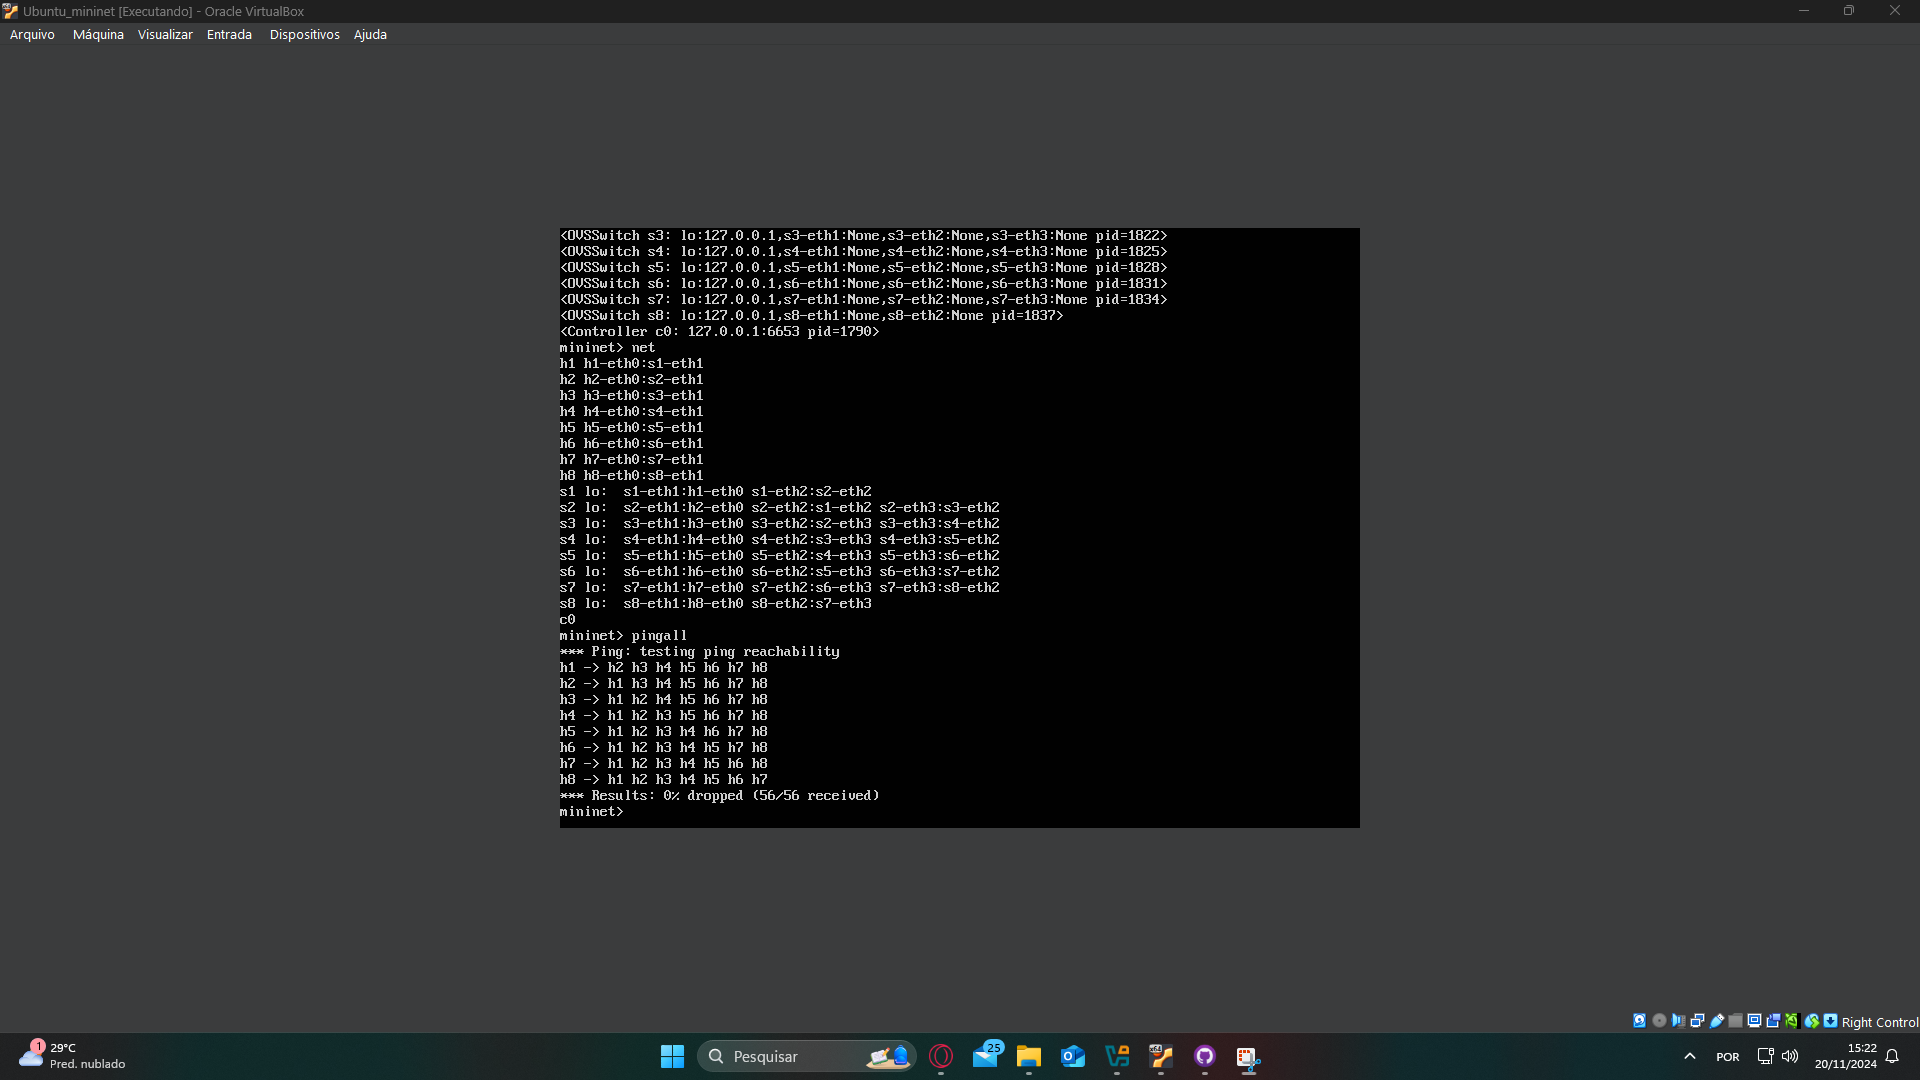 Ubuntu_mininet [Executando] - Oracle VirtualBox
Arquivo Máquina Visualizar Entrada Dispositivos Ajuda
<OVSSwitch s3: lo:127.0.0.1,s3-eth1:None,s3-eth2:None,s3-eth3:None pid=1822>
<OVSSwitch s4: lo:127.0.0.1,s4-eth1:None,s4-eth2:None,s4-eth3:None pid=1825>
<OVSSwitch s5: lo:127.0.0.1,s5-eth1:None,s5-eth2:None,s5-eth3:None pid=1828>
<OVSSwitch s6: lo:127.0.0.1,s6-eth1:None,s6-eth2:None,s6-eth3:None pid=1831>
<OVSSwitch s7: lo:127.0.0.1,s7-eth1:None,s7-eth2:None,s7-eth3:None pid=1834>
<OVSSwitch s8: lo:127.0.0.1,s8-eth1:None,s8-eth2:None pid=1837>
<Controller c0: 127.0.0.1:6653 pid=1790>
mininet> net
h1 h1-eth0:s1-eth1
h2 h2-eth0:s2-eth1
h3 h3-eth0:s3-eth1
h4 h4-eth0:s4-eth1
h5 h5-eth0:s5-eth1
h6 h6-eth0:s6-eth1
h7 h7-eth0:s7-eth1
h8 h8-eth0:s8-eth1
s1 lo:  s1-eth1:h1-eth0 s1-eth2:s2-eth2
s2 lo:  s2-eth1:h2-eth0 s2-eth2:s1-eth2 s2-eth3:s3-eth2
s3 lo:  s3-eth1:h3-eth0 s3-eth2:s2-eth3 s3-eth3:s4-eth2
s4 lo:  s4-eth1:h4-eth0 s4-eth2:s3-eth3 s4-eth3:s5-eth2
s5 lo:  s5-eth1:h5-eth0 s5-eth2:s4-eth3 s5-eth3:s6-eth2
s6 lo:  s6-eth1:h6-eth0 s6-eth2:s5-eth3 s6-eth3:s7-eth2
s7 lo:  s7-eth1:h7-eth0 s7-eth2:s6-eth3 s7-eth3:s8-eth2
s8 lo:  s8-eth1:h8-eth0 s8-eth2:s7-eth3
c0
mininet> pingall
*** Ping: testing ping reachability
h1 -> h2 h3 h4 h5 h6 h7 h8
h2 -> h1 h3 h4 h5 h6 h7 h8
h3 -> h1 h2 h4 h5 h6 h7 h8
h4 -> h1 h2 h3 h5 h6 h7 h8
h5 -> h1 h2 h3 h4 h6 h7 h8
h6 -> h1 h2 h3 h4 h5 h7 h8
h7 -> h1 h2 h3 h4 h5 h6 h8
h8 -> h1 h2 h3 h4 h5 h6 h7
*** Results: 0% dropped (56/56 received)
mininet>
Right Control
1
29°C
Pred. nublado
Pesquisar
25
x64
POR
15:22
20/11/2024